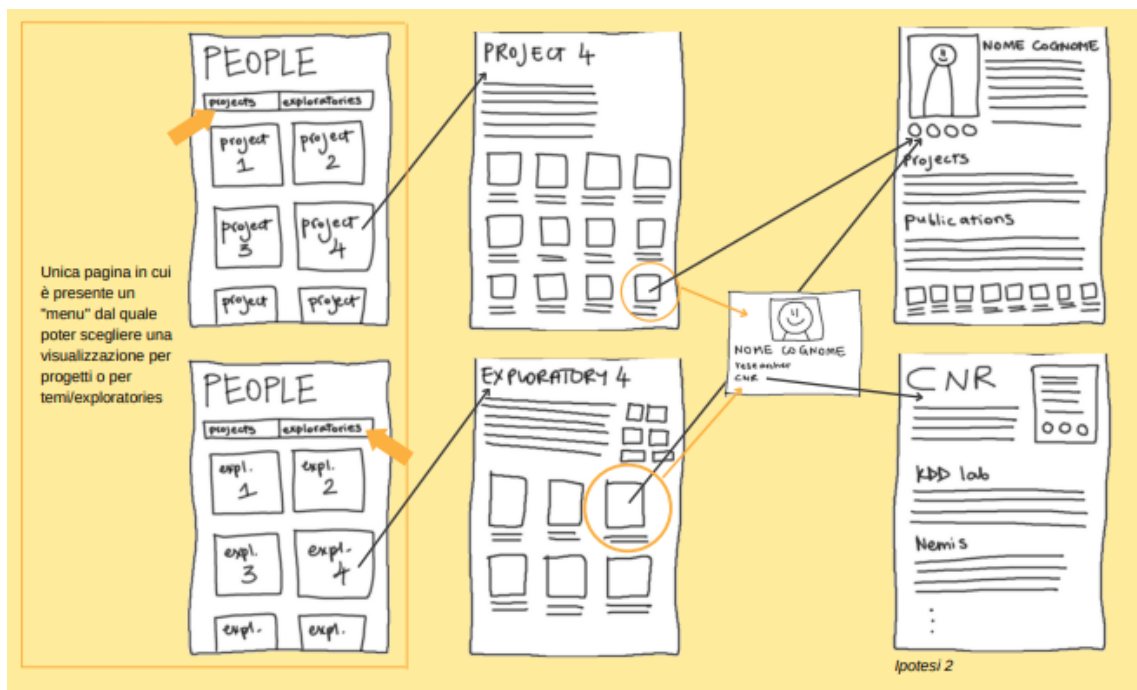 PEOPLE
projects exploratories
project 1
project 2
project 3
project 4
project
project
Unica pagina in cui
è presente un
"menu" dal quale
poter scegliere una
visualizzazione per
progetti o per
temi/exploratories
PEOPLE
projects exploratories
expl. 1
expl. 2
expl. 3
expl. 4
expl.
expl.
PROJECT 4
EXPLORATORY 4
NOME COGNOME
researcher
CNR
NOME COGNOME
Projects
Publications
CNR
KDD lab
Nemis
Ipotesi 2